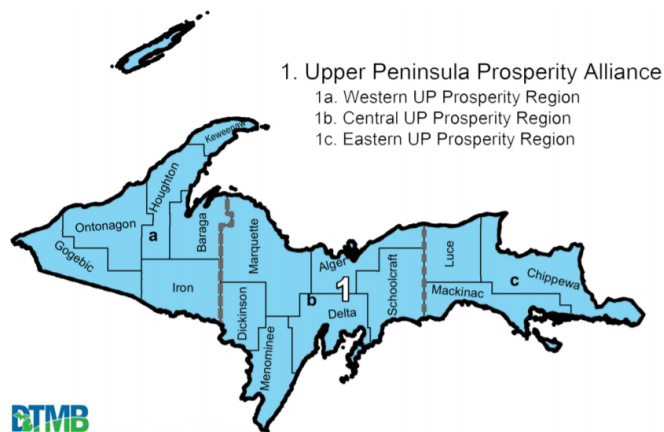 1. Upper Peninsula Prosperity Alliance
1a. Western UP Prosperity Region
1b. Central UP Prosperity Region
1c. Eastern UP Prosperity Region
Keweenaw
Houghton
Ontonagon
a
Baraga
Gogebic
Iron
Marquette
Dickinson
Menominee
Alger
1
b
Delta
Schoolcraft
Luce
c
Chippewa
Mackinac
DTMB